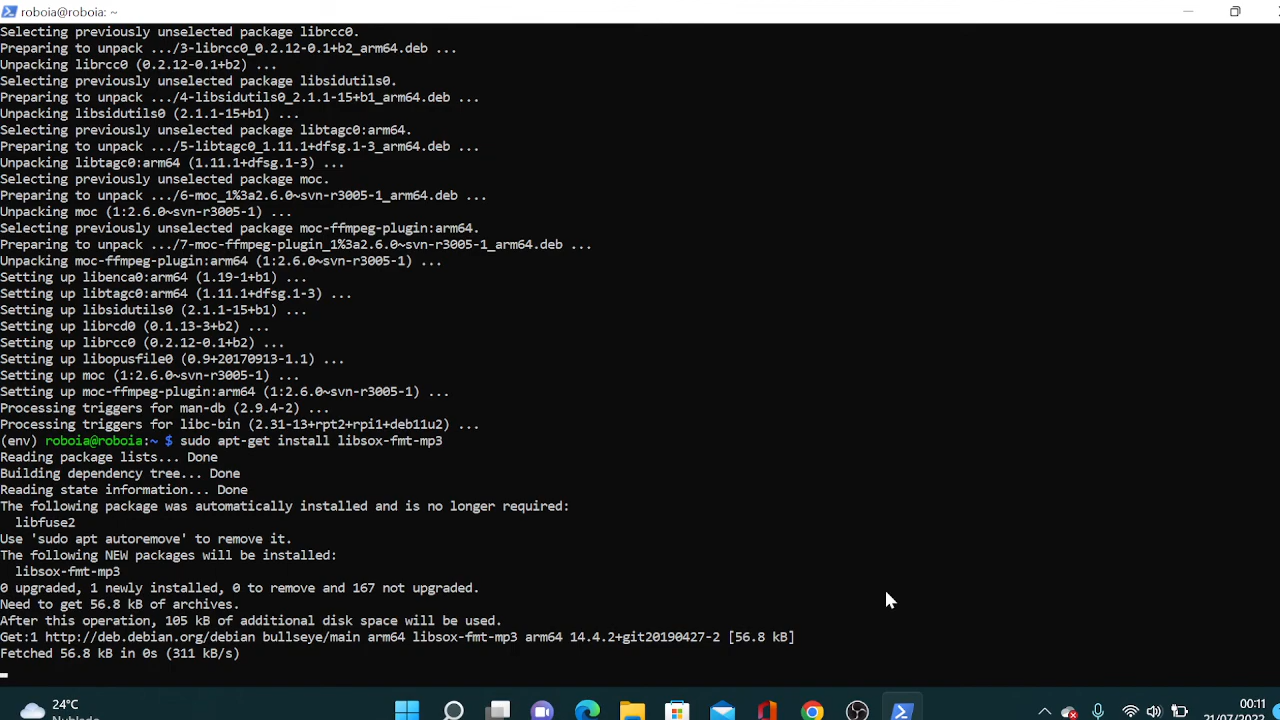 roboia@roboia: ~
Selecting previously unselected package librcc0.
Preparing to unpack .../3-librcc0_0.2.12-0.1+b2_arm64.deb ...
Unpacking librcc0 (0.2.12-0.1+b2) ...
Selecting previously unselected package libsidutils0.
Preparing to unpack .../4-libsidutils0_2.1.1-15+b1_arm64.deb ...
Unpacking libsidutils0 (2.1.1-15+b1) ...
Selecting previously unselected package libtagc0:arm64.
Preparing to unpack .../5-libtagc0_1.11.1+dfsg.1-3_arm64.deb ...
Unpacking libtagc0:arm64 (1.11.1+dfsg.1-3) ...
Selecting previously unselected package moc.
Preparing to unpack .../6-moc_1%3a2.6.0~svn-r3005-1_arm64.deb ...
Unpacking moc (1:2.6.0~svn-r3005-1) ...
Selecting previously unselected package moc-ffmpeg-plugin:arm64.
Preparing to unpack .../7-moc-ffmpeg-plugin_1%3a2.6.0~svn-r3005-1_arm64.deb ...
Unpacking moc-ffmpeg-plugin:arm64 (1:2.6.0~svn-r3005-1) ...
Setting up libenca0:arm64 (1.19-1+b1) ...
Setting up libtagc0:arm64 (1.11.1+dfsg.1-3) ...
Setting up libsidutils0 (2.1.1-15+b1) ...
Setting up librcd0 (0.1.13-3+b2) ...
Setting up librcc0 (0.2.12-0.1+b2) ...
Setting up libopusfile0 (0.9+20170913-1.1) ...
Setting up moc (1:2.6.0~svn-r3005-1) ...
Setting up moc-ffmpeg-plugin:arm64 (1:2.6.0~svn-r3005-1) ...
Processing triggers for man-db (2.9.4-2) ...
Processing triggers for libc-bin (2.31-13+rpt2+rpi1+deb11u2) ...
(env) roboia@roboia:~ $ sudo apt-get install libsox-fmt-mp3
Reading package lists... Done
Building dependency tree... Done
Reading state information... Done
The following package was automatically installed and is no longer required:
  libfuse2
Use 'sudo apt autoremove' to remove it.
The following NEW packages will be installed:
  libsox-fmt-mp3
0 upgraded, 1 newly installed, 0 to remove and 167 not upgraded.
Need to get 56.8 kB of archives.
After this operation, 105 kB of additional disk space will be used.
Get:1 http://deb.debian.org/debian bullseye/main arm64 libsox-fmt-mp3 arm64 14.4.2+git20190427-2 [56.8 kB]
Fetched 56.8 kB in 0s (311 kB/s)
24°C
Nublado
00:11
21/07/2022